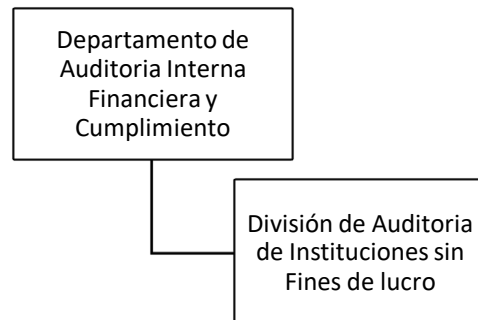 Departamento de
Auditoria Interna
Financiera y
Cumplimiento
División de Auditoria
de Instituciones sin
Fines de lucro